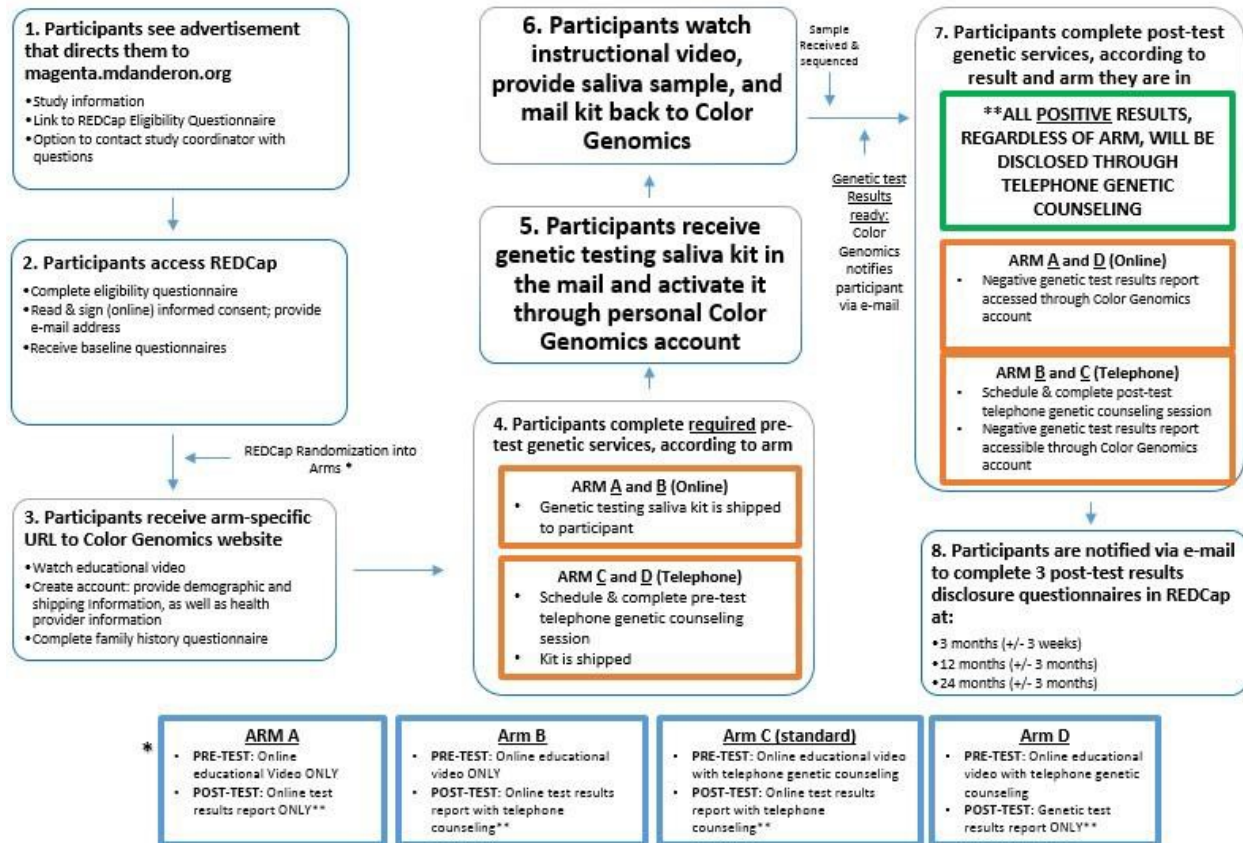 1. Participants see advertisement
that directs them to
magenta.mdanderon.org
•Study information
•Link to REDCap Eligibility Questionnaire
•Option to contact study coordinator with
questions
2. Participants access REDCap
•Complete eligibility questionnaire
•Read & sign (online) informed consent; provide
e-mail address
•Receive baseline questionnaires
REDCap Randomization into
Arms *
3. Participants receive arm-specific
URL to Color Genomics website
•Watch educational video
•Create account: provide demographic and
shipping Information, as well as health
provider information
•Complete family history questionnaire
4. Participants complete required pre-
test genetic services, according to arm
ARM A and B (Online)
• Genetic testing saliva kit is shipped
to participant
ARM C and D (Telephone)
• Schedule & complete pre-test
telephone genetic counseling
session
• Kit is shipped
5. Participants receive
genetic testing saliva kit in
the mail and activate it
through personal Color
Genomics account
6. Participants watch
instructional video,
provide saliva sample, and
mail kit back to Color
Genomics
Sample
Received &
sequenced
Genetic test
Results
ready:
Color
Genomics
notifies
participant
via e-mail
7. Participants complete post-test
genetic services, according to
result and arm they are in
**ALL POSITIVE RESULTS,
REGARDLESS OF ARM, WILL BE
DISCLOSED THROUGH
TELEPHONE GENETIC
COUNSELING
ARM A and D (Online)
• Negative genetic test results report
accessed through Color Genomics
account
ARM B and C (Telephone)
• Schedule & complete post-test
telephone genetic counseling session
• Negative genetic test results report
accessible through Color Genomics
account
8. Participants are notified via e-mail
to complete 3 post-test results
disclosure questionnaires in REDCap
at:
•3 months (+/- 3 weeks)
•12 months (+/- 3 months)
•24 months (+/- 3 months)
*
ARM A
• PRE-TEST: Online
educational Video ONLY
• POST-TEST: Online test
results report ONLY**
Arm B
• PRE-TEST: Online educational
video ONLY
• POST-TEST: Online test results
report with telephone
counseling**
Arm C (standard)
• PRE-TEST: Online educational video
with telephone genetic counseling
• POST-TEST: Online test results
report with telephone
counseling**
Arm D
• PRE-TEST: Online educational
video with telephone genetic
counseling
• POST-TEST: Genetic test
results report ONLY**